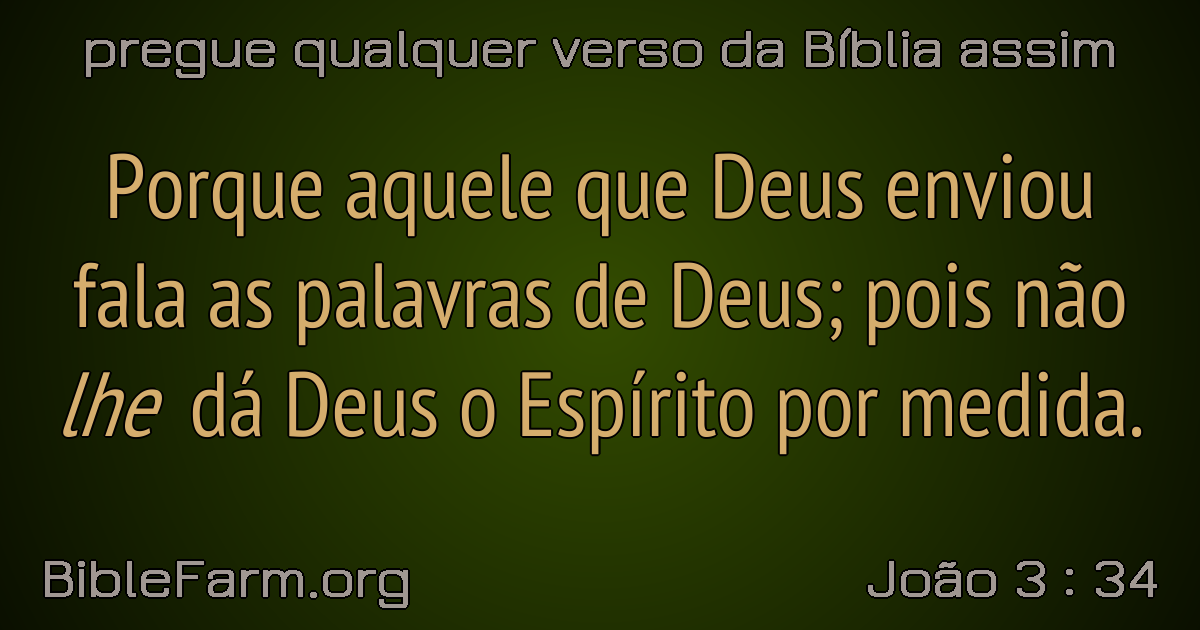 pregue qualquer verso da Bíblia assim
Porque aquele que Deus enviou
fala as palavras de Deus; pois não
lhe dá Deus o Espírito por medida.
BibleFarm.org
João 3 : 34